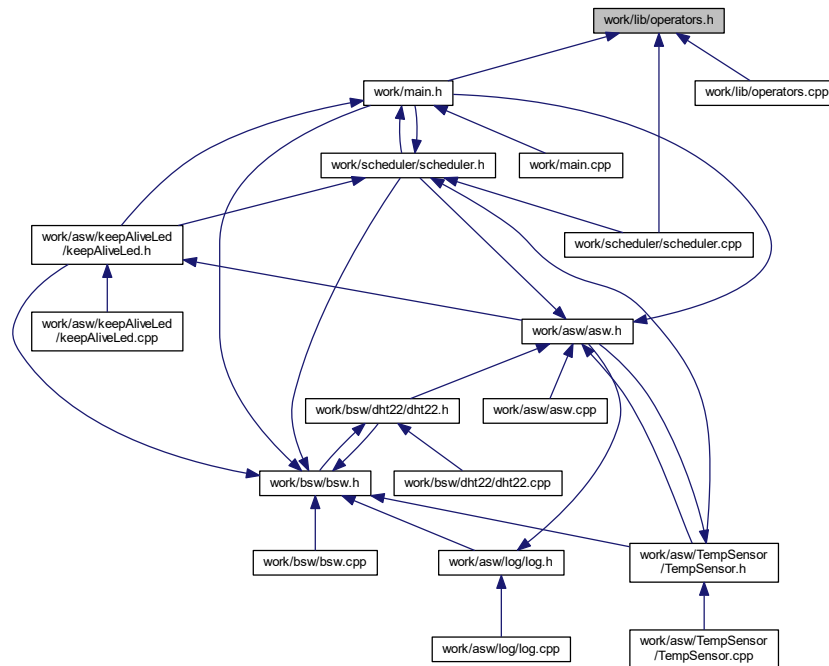 work/lib/operators.h
work/main.h
work/lib/operators.cpp
work/scheduler/scheduler.h
work/main.cpp
work/asw/keepAliveLed
/keepAliveLed.h
work/scheduler/scheduler.cpp
work/asw/keepAliveLed
/keepAliveLed.cpp
work/asw/asw.h
work/bsw/dht22/dht22.h
work/asw/asw.cpp
work/bsw/bsw.h
work/bsw/dht22/dht22.cpp
work/bsw/bsw.cpp
work/asw/log/log.h
work/asw/TempSensor
/TempSensor.h
work/asw/log/log.cpp
work/asw/TempSensor
/TempSensor.cpp